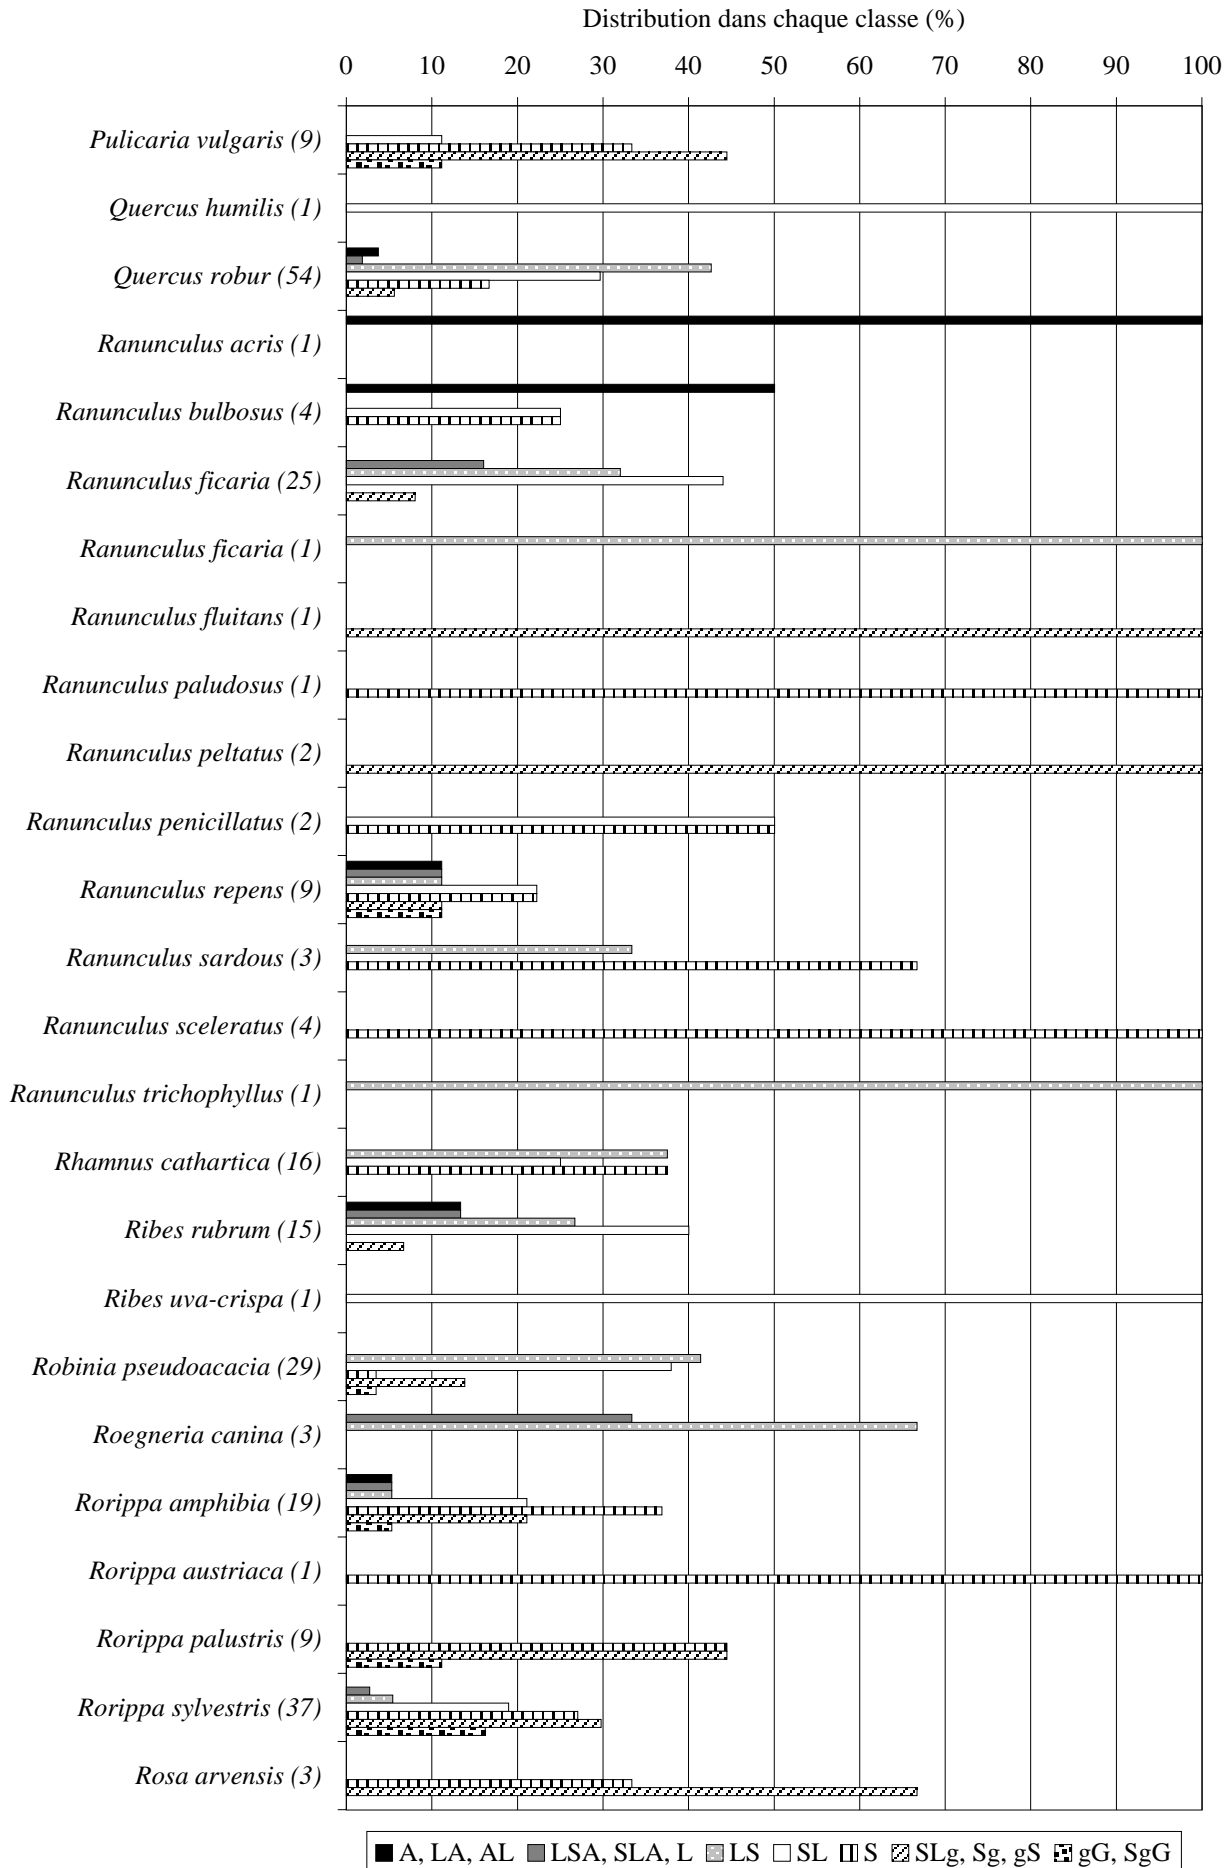 Distribution dans chaque classe (%)
0 10 20 30 40 50 60 70 80 90 100
Pulicaria vulgaris (9)
Quercus humilis (1)
Quercus robur (54)
Ranunculus acris (1)
Ranunculus bulbosus (4)
Ranunculus ficaria (25)
Ranunculus ficaria (1)
Ranunculus fluitans (1)
Ranunculus paludosus (1)
Ranunculus peltatus (2)
Ranunculus penicillatus (2)
Ranunculus repens (9)
Ranunculus sardous (3)
Ranunculus sceleratus (4)
Ranunculus trichophyllus (1)
Rhamnus cathartica (16)
Ribes rubrum (15)
Ribes uva-crispa (1)
Robinia pseudoacacia (29)
Roegneria canina (3)
Rorippa amphibia (19)
Rorippa austriaca (1)
Rorippa palustris (9)
Rorippa sylvestris (37)
Rosa arvensis (3)
A, LA, AL LSA, SLA, L LS SL S SLg, Sg, gS gG, SgG